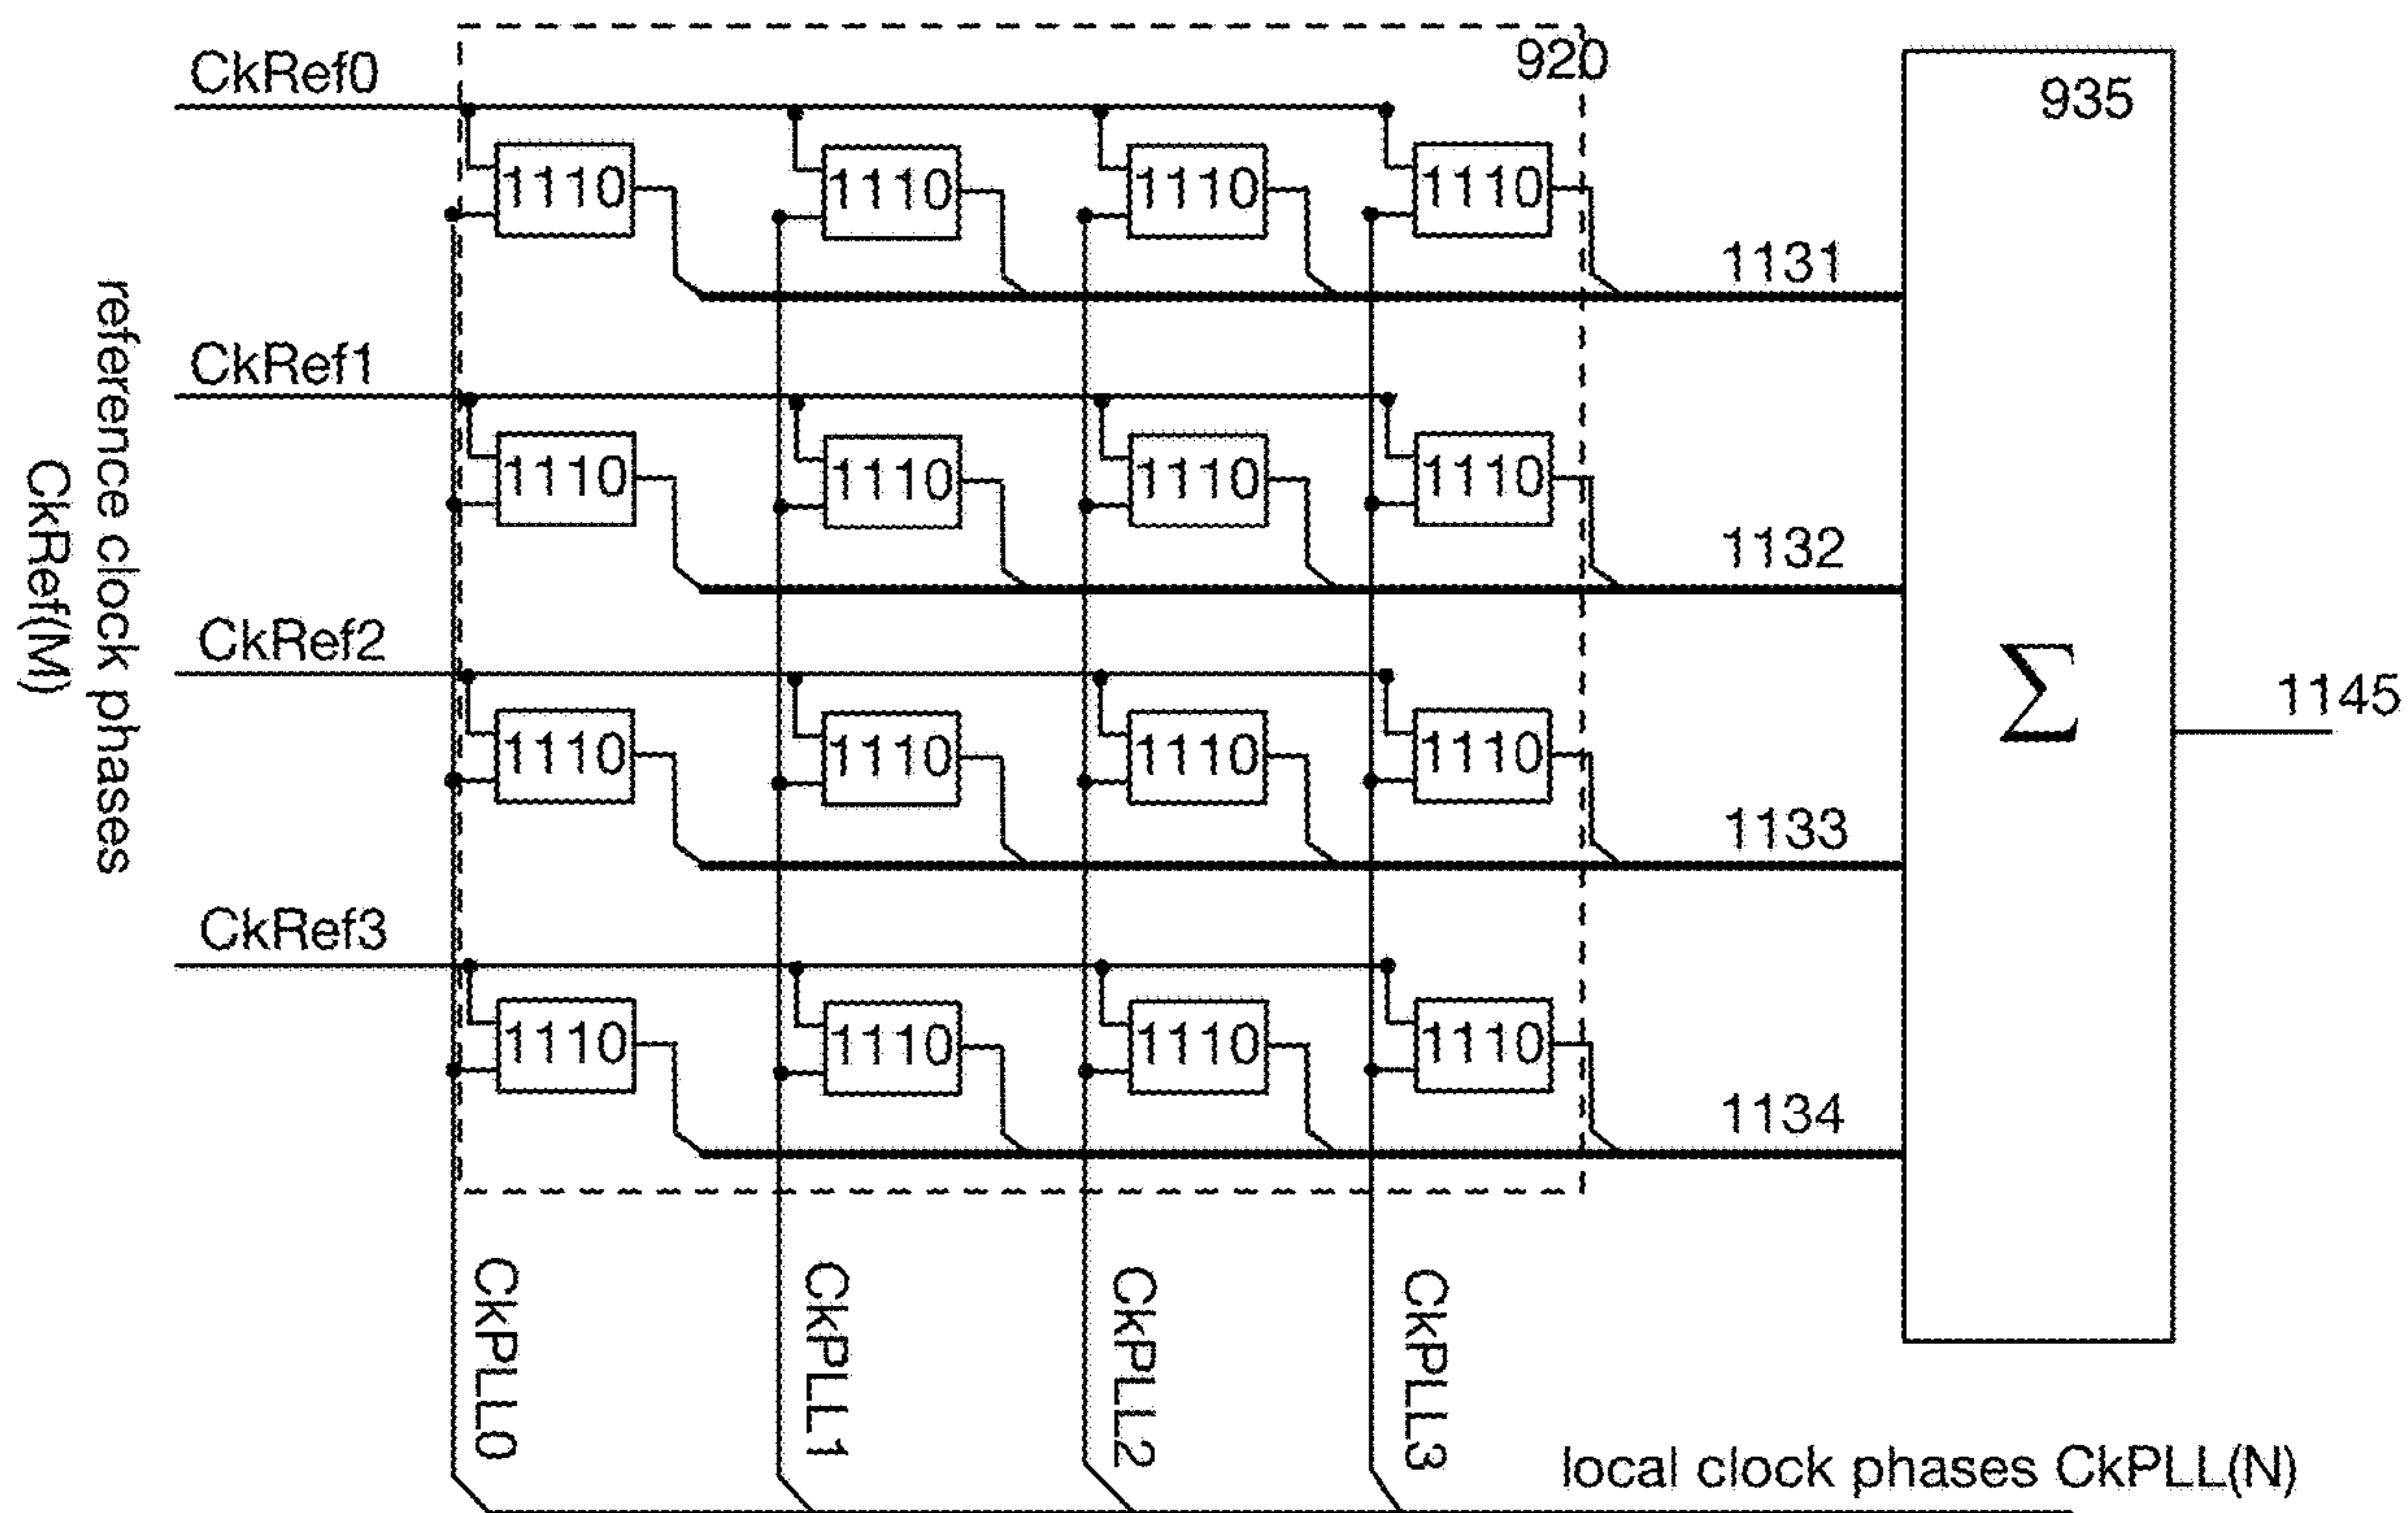 920
935
CkRef0
1110 1110 1110 1110
1131
CkRef1
1110 1110 1110 1110
1132
reference clock phases
CkRef(M)
CkRef2
Σ
1145
1110 1110 1110 1110
1133
CkRef3
1110 1110 1110 1110
1134
CkPLL0
CkPLL1
CkPLL2
CkPLL3
local clock phases CkPLL(N)